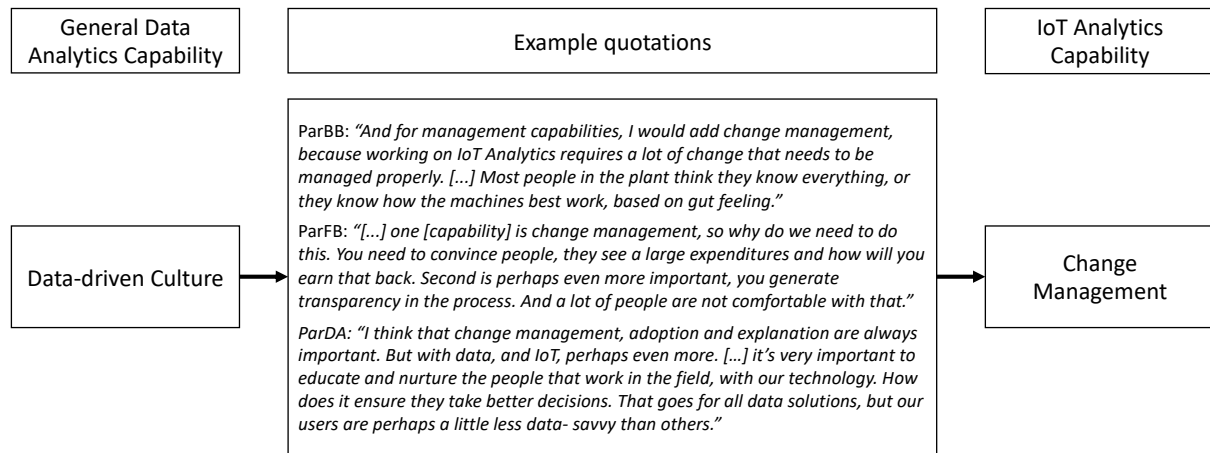 General Data
Analytics Capability
Example quotations
IoT Analytics
Capability
Data-driven Culture
ParBB: “And for management capabilities, I would add change management,
because working on IoT Analytics requires a lot of change that needs to be
managed properly. [...] Most people in the plant think they know everything, or
they know how the machines best work, based on gut feeling.”
ParFB: “[...] one [capability] is change management, so why do we need to do
this. You need to convince people, they see a large expenditures and how will you
earn that back. Second is perhaps even more important, you generate
transparency in the process. And a lot of people are not comfortable with that.”
ParDA: “I think that change management, adoption and explanation are always
important. But with data, and IoT, perhaps even more. […] it’s very important to
educate and nurture the people that work in the field, with our technology. How
does it ensure they take better decisions. That goes for all data solutions, but our
users are perhaps a little less data- savvy than others.”
Change
Management